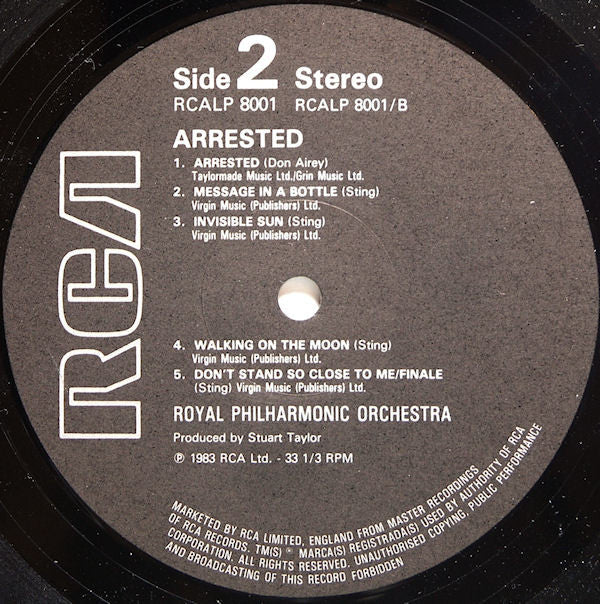 Side 2 Stereo
RCALP 8001 RCALP 8001/B
ARRESTED
1. ARRESTED (Don Airey)
Taylormade Music Ltd./Grin Music Ltd.
2. MESSAGE IN A BOTTLE (Sting)
Virgin Music (Publishers) Ltd.
3. INVISIBLE SUN (Sting)
Virgin Music (Publishers) Ltd.
RCA
4. WALKING ON THE MOON (Sting)
Virgin Music (Publishers) Ltd.
5. DON'T STAND SO CLOSE TO ME/FINALE
(Sting) Virgin Music (Publishers) Ltd.
ROYAL PHILHARMONIC ORCHESTRA
Produced by Stuart Taylor
℗ 1983 RCA Ltd. - 33 1/3 RPM
MARKETED BY RCA LIMITED, ENGLAND FROM MASTER RECORDINGS
OF RCA RECORDS. TM(S) ® MARCA(S) REGISTRADA(S) USED BY AUTHORITY OF RCA
CORPORATION. ALL RIGHTS RESERVED. UNAUTHORISED COPYING, PUBLIC PERFORMANCE
AND BROADCASTING OF THIS RECORD FORBIDDEN